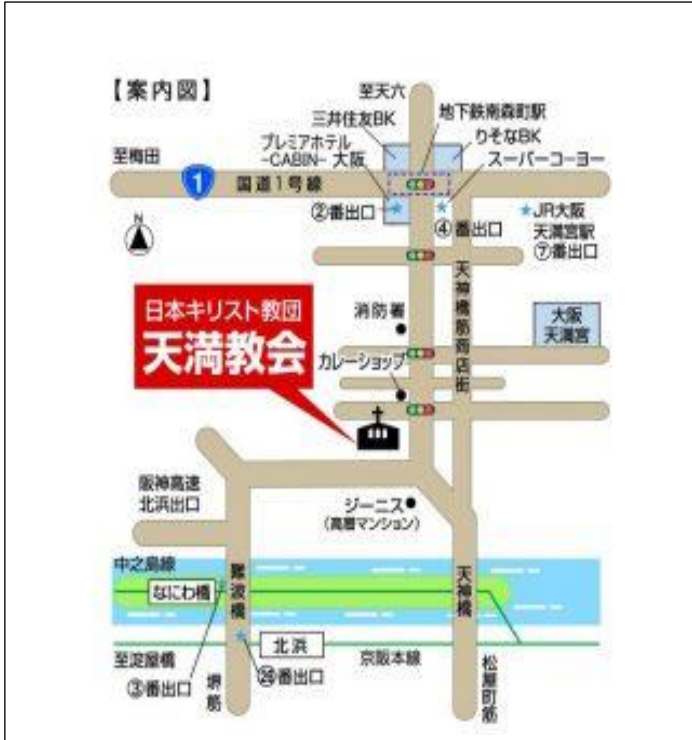 【案内図】
至天六
三井住友BK
地下鉄南森町駅
プレミアホテル
-CABIN- 大阪
りそなBK
スーパーコーヨー
至梅田
1
国道1号線
②番出口
④番出口
JR大阪
天満宮駅
⑦番出口
N
天神橋筋商店街
日本キリスト教団
天満教会
消防署
大阪
天満宮
カレーショップ
阪神高速
北浜出口
ジーニス
(高層マンション)
中之島線
なにわ橋
難波橋
天神橋
北浜
至淀屋橋
京阪本線
③番出口
堺筋
㉖番出口
松屋町筋